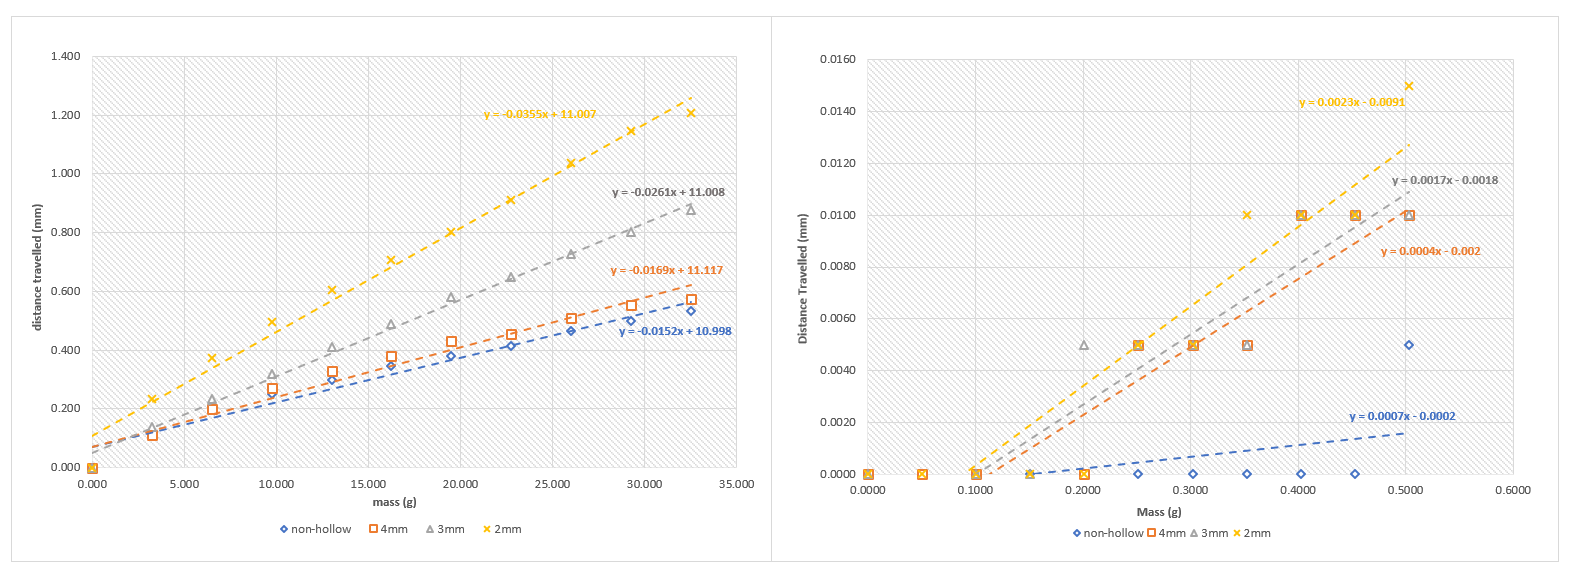 1.400
1.200
1.000
0.800
0.600
0.400
0.200
0.000
distance travelled (mm)
y = -0.0355x + 11.007
y = -0.0261x + 11.008
y = -0.0169x + 11.117
y = -0.0152x + 10.998
0.000 5.000 10.000 15.000 20.000 25.000 30.000 35.000
mass (g)
non-hollow 4mm 3mm 2mm
0.0160
0.0140
0.0120
0.0100
0.0080
0.0060
0.0040
0.0020
0.0000
Distance Travelled (mm)
y = 0.0023x - 0.0091
y = 0.0017x - 0.0018
y = 0.0004x - 0.002
y = 0.0007x - 0.0002
0.0000 0.1000 0.2000 0.3000 0.4000 0.5000 0.6000
Mass (g)
non-hollow 4mm 3mm 2mm